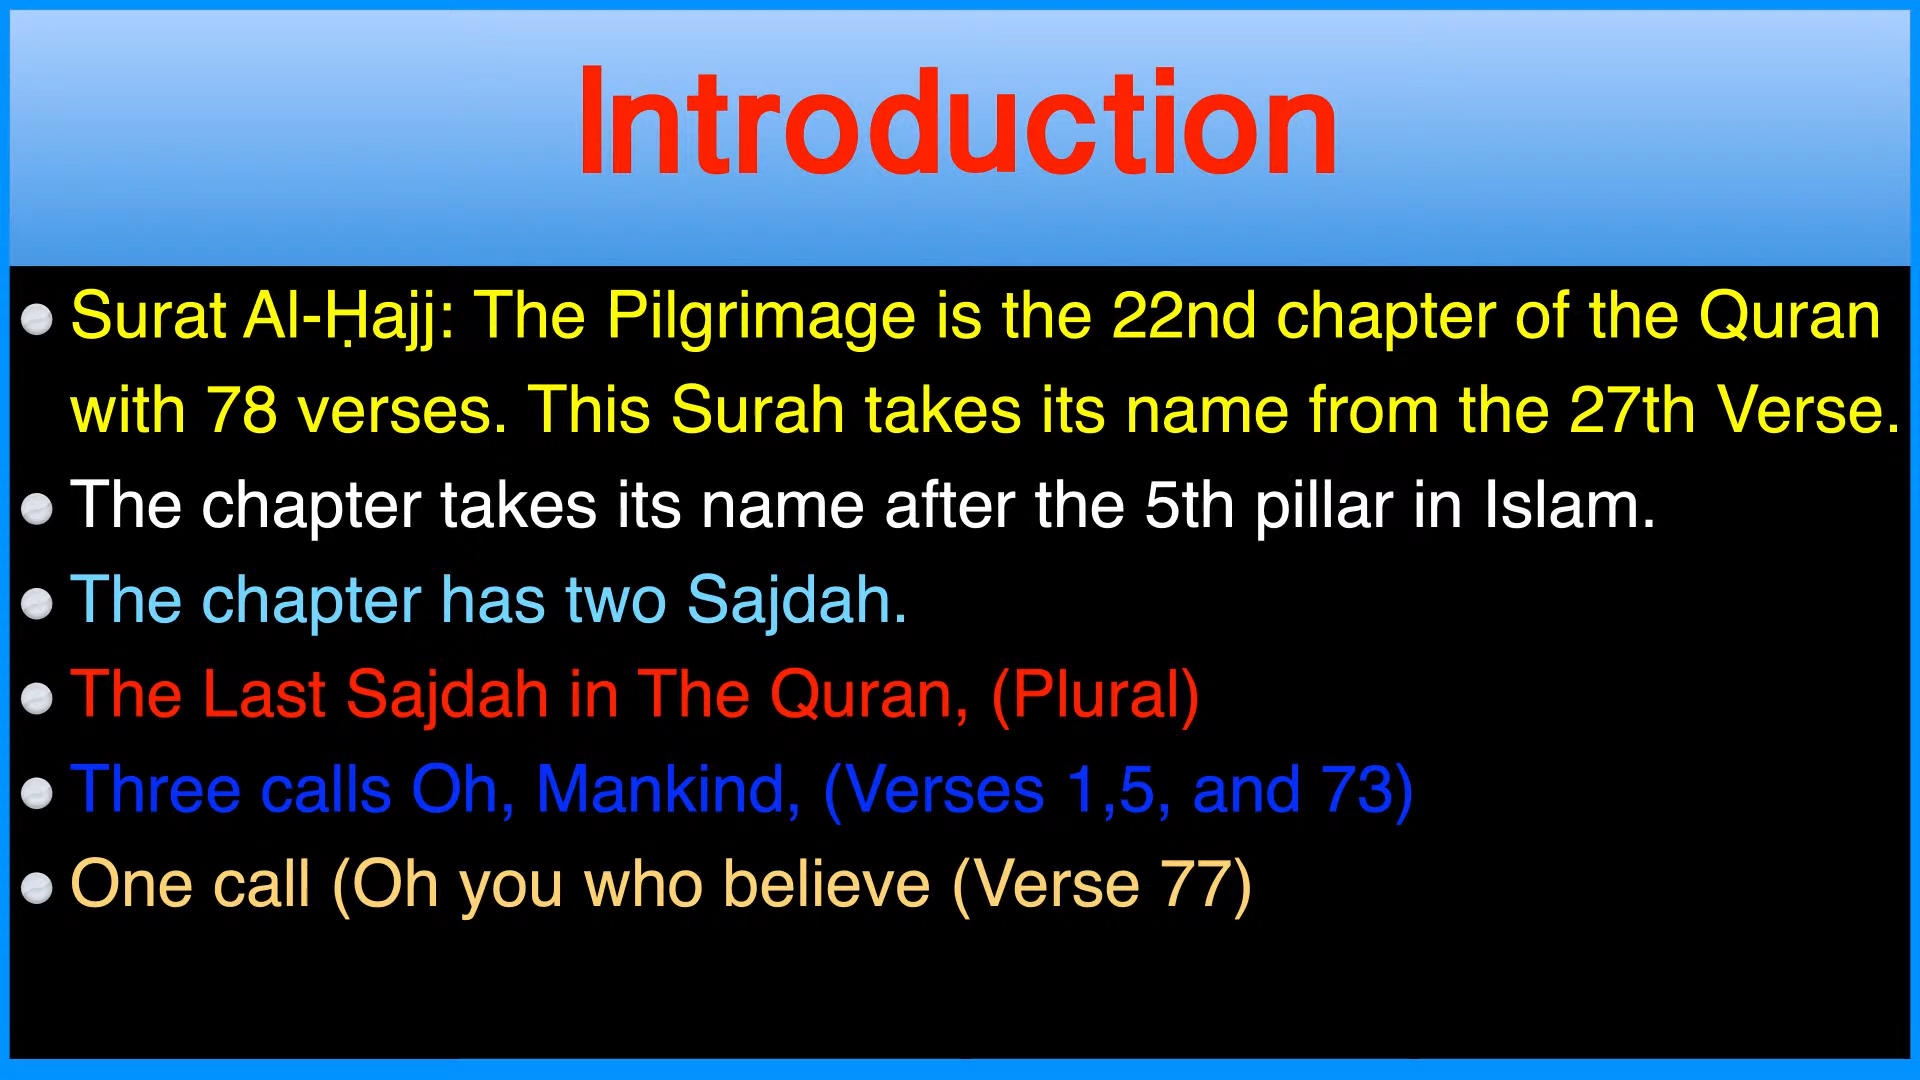 Introduction
Surat Al-Ḥajj: The Pilgrimage is the 22nd chapter of the Quran
with 78 verses. This Surah takes its name from the 27th Verse.
The chapter takes its name after the 5th pillar in Islam.
The chapter has two Sajdah.
The Last Sajdah in The Quran, (Plural)
Three calls Oh, Mankind, (Verses 1,5, and 73)
One call (Oh you who believe (Verse 77)